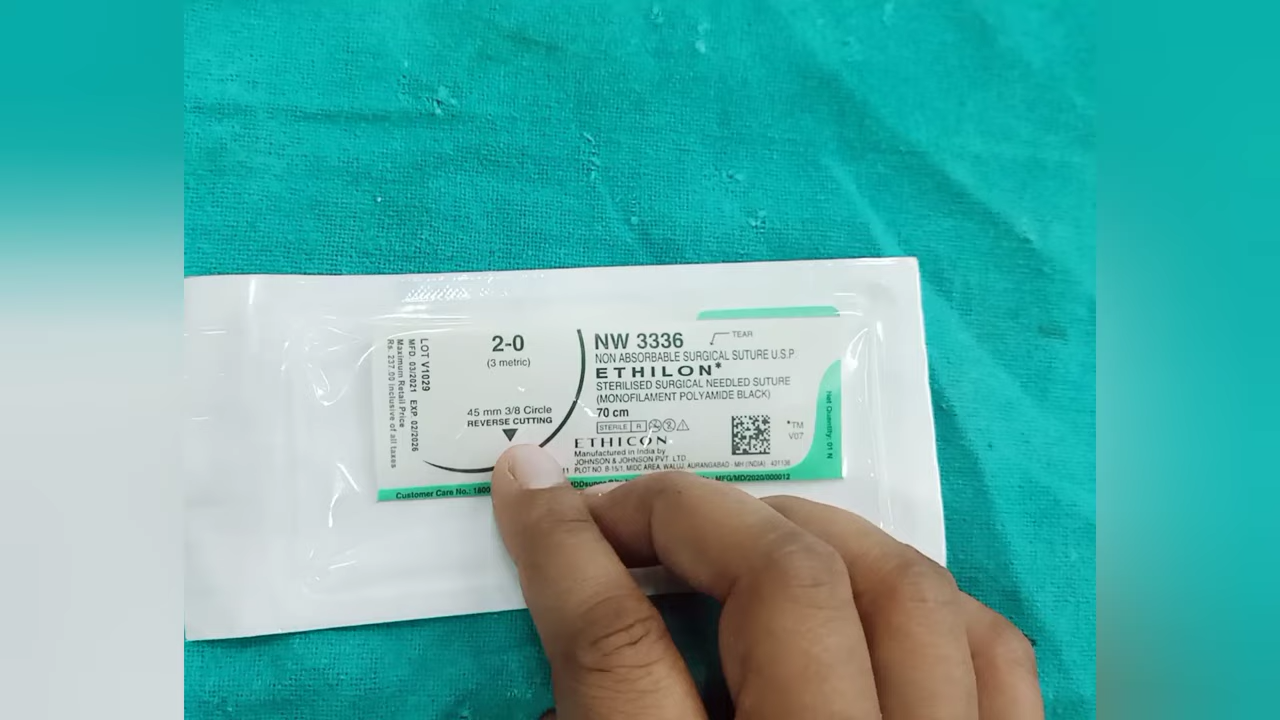 LOT V1029
MFD. 03/2021 EXP. 02/2026
Maximum Retail Price
Rs. 237.00 Inclusive of all taxes
2-0
(3 metric)
45 mm 3/8 Circle
REVERSE CUTTING
NW 3336
TEAR
NON ABSORBABLE SURGICAL SUTURE U.S.P
ETHILON*
STERILISED SURGICAL NEEDLED SUTURE
(MONOFILAMENT POLYAMIDE BLACK)
70 cm
STERILE R
ETHICON
Manufactured in India by
JOHNSON & JOHNSON PVT. LTD.
PLOT NO. B-15/1, MIDC AREA, WALUJ, AURANGABAD - MH (INDIA)
*TM
V07
Net Quantity: 01 N
Customer Care No.: 1800
MFG/MD/2020/000012